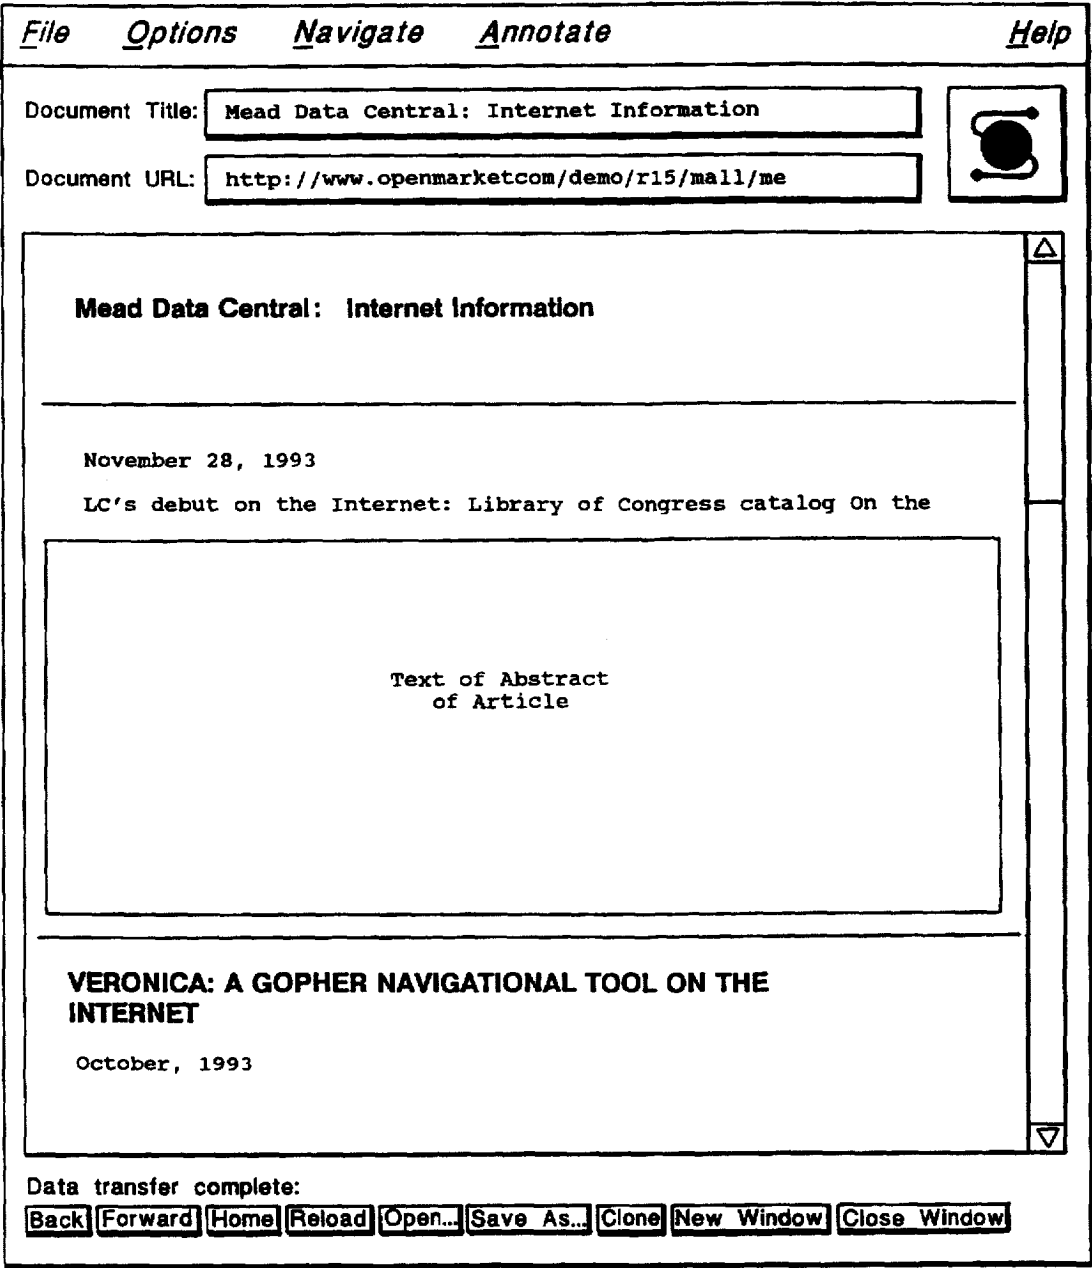 File Options Navigate Annotate Help
Document Title: Mead Data Central: Internet Information
Document URL: http://www.openmarketcom/demo/r15/mall/me
Mead Data Central: Internet Information
November 28, 1993
LC's debut on the Internet: Library of Congress catalog On the
Text of Abstract
of Article
VERONICA: A GOPHER NAVIGATIONAL TOOL ON THE
INTERNET
October, 1993
Data transfer complete:
Back Forward Home Reload Open... Save As... Clone New Window Close Window